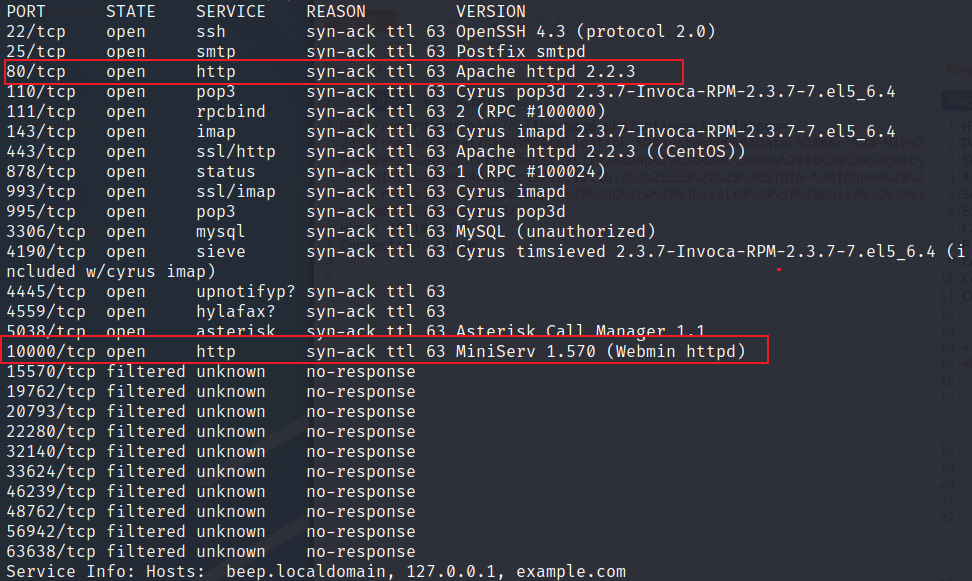 PORT      STATE    SERVICE    REASON         VERSION
22/tcp    open     ssh        syn-ack ttl 63 OpenSSH 4.3 (protocol 2.0)
25/tcp    open     smtp       syn-ack ttl 63 Postfix smtpd
80/tcp    open     http       syn-ack ttl 63 Apache httpd 2.2.3
110/tcp   open     pop3       syn-ack ttl 63 Cyrus pop3d 2.3.7-Invoca-RPM-2.3.7-7.el5_6.4
111/tcp   open     rpcbind    syn-ack ttl 63 2 (RPC #100000)
143/tcp   open     imap       syn-ack ttl 63 Cyrus imapd 2.3.7-Invoca-RPM-2.3.7-7.el5_6.4
443/tcp   open     ssl/http   syn-ack ttl 63 Apache httpd 2.2.3 ((CentOS))
878/tcp   open     status     syn-ack ttl 63 1 (RPC #100024)
993/tcp   open     ssl/imap   syn-ack ttl 63 Cyrus imapd
995/tcp   open     pop3       syn-ack ttl 63 Cyrus pop3d
3306/tcp  open     mysql      syn-ack ttl 63 MySQL (unauthorized)
4190/tcp  open     sieve      syn-ack ttl 63 Cyrus timsieved 2.3.7-Invoca-RPM-2.3.7-7.el5_6.4 (i
ncluded w/cyrus imap)
4445/tcp  open     upnotifyp? syn-ack ttl 63
4559/tcp  open     hylafax?   syn-ack ttl 63
5038/tcp  open     asterisk   syn-ack ttl 63 Asterisk Call Manager 1.1
10000/tcp open     http       syn-ack ttl 63 MiniServ 1.570 (Webmin httpd)
15570/tcp filtered unknown    no-response
19762/tcp filtered unknown    no-response
20793/tcp filtered unknown    no-response
22280/tcp filtered unknown    no-response
32140/tcp filtered unknown    no-response
33624/tcp filtered unknown    no-response
46239/tcp filtered unknown    no-response
48762/tcp filtered unknown    no-response
56942/tcp filtered unknown    no-response
63638/tcp filtered unknown    no-response
Service Info: Hosts:  beep.localdomain, 127.0.0.1, example.com